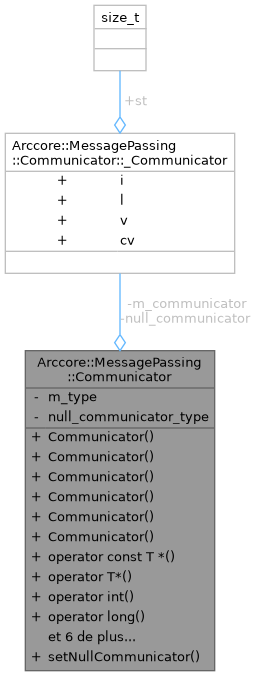 size_t
+st
Arccore::MessagePassing
::Communicator::_Communicator
+ i
+ l
+ v
+ cv
-m_communicator
-null_communicator
Arccore::MessagePassing
::Communicator
- m_type
- null_communicator_type
+ Communicator()
+ Communicator()
+ Communicator()
+ Communicator()
+ Communicator()
+ Communicator()
+ operator const T *()
+ operator T*()
+ operator int()
+ operator long()
et 6 de plus...
+ setNullCommunicator()